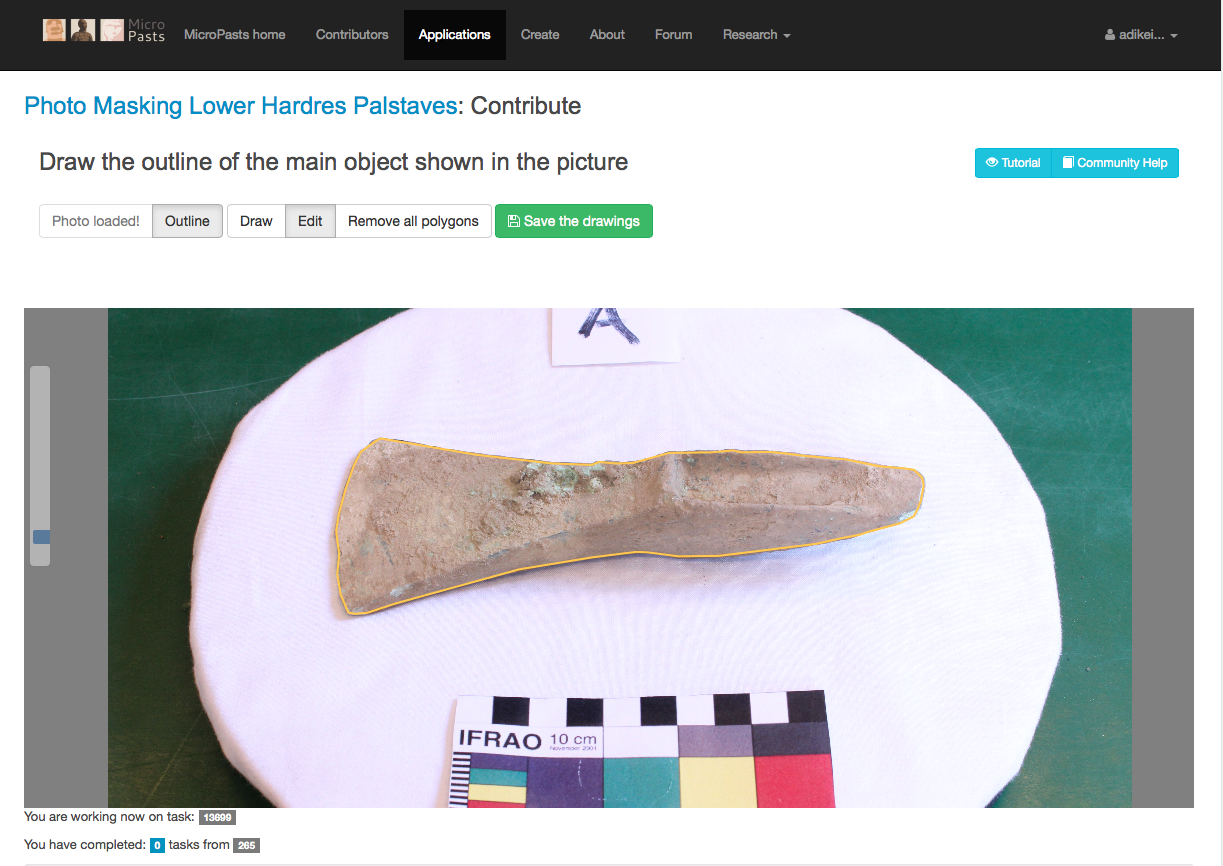 Micro
Pasts
MicroPasts home Contributors Applications Create About Forum Research adikei...
Photo Masking Lower Hardres Palstaves: Contribute
Draw the outline of the main object shown in the picture
Tutorial Community Help
Photo loaded! Outline Draw Edit Remove all polygons Save the drawings
A
IFRAO 10 cm
November 2001
You are working now on task: 13699
You have completed: 0 tasks from 265